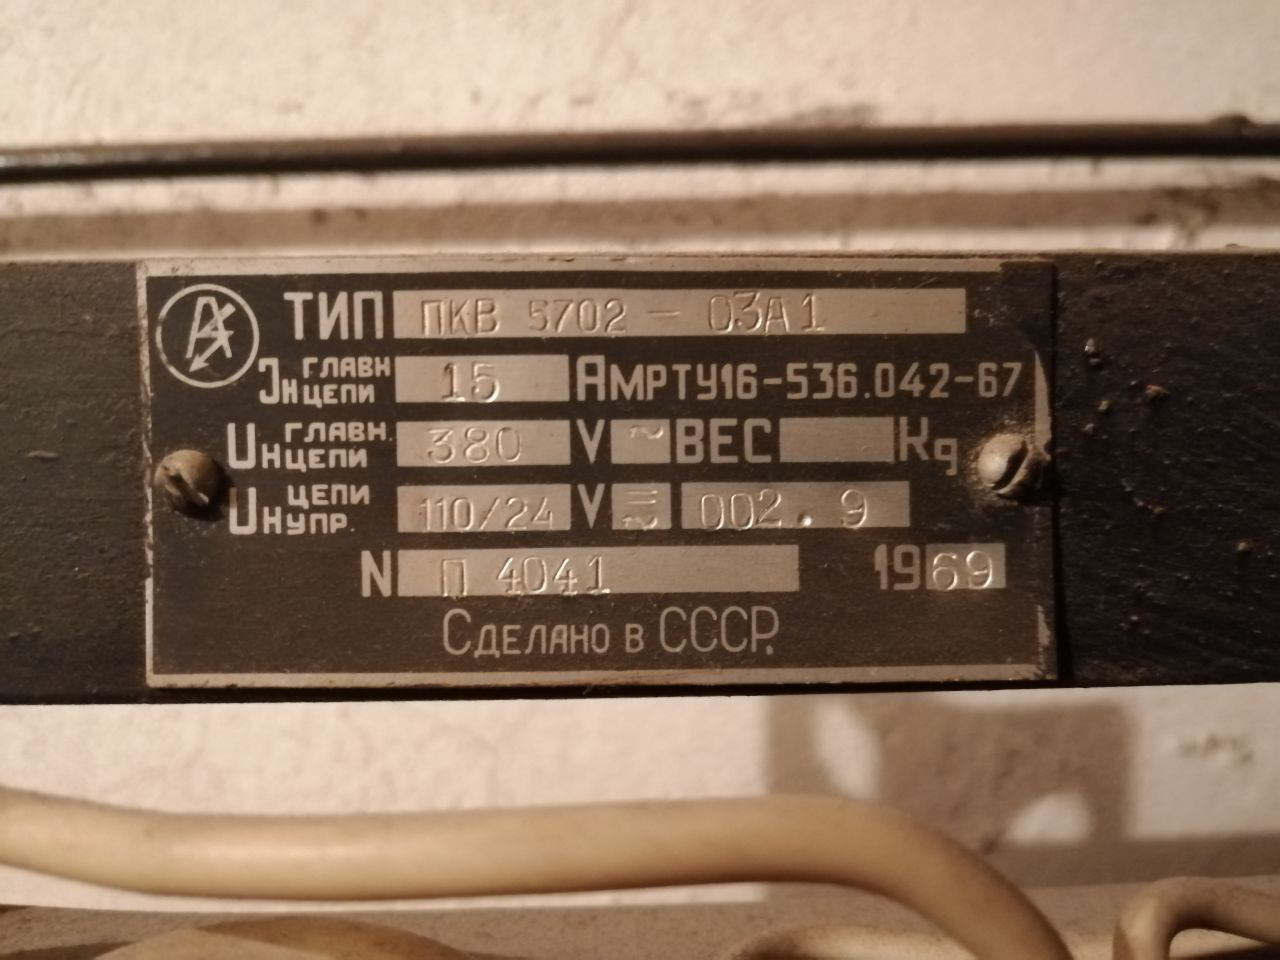 ТИП ПКВ 5702 - 03А1
Jн ГЛАВН ЦЕПИ 15 А МРТУ16-536.042-67
Uн ГЛАВН. ЦЕПИ 380 V ~ ВЕС Kg
Uн ЦЕПИ УПР. 110/24 V 002.9
N П 4041 1969
СДЕЛАНО В СССР.